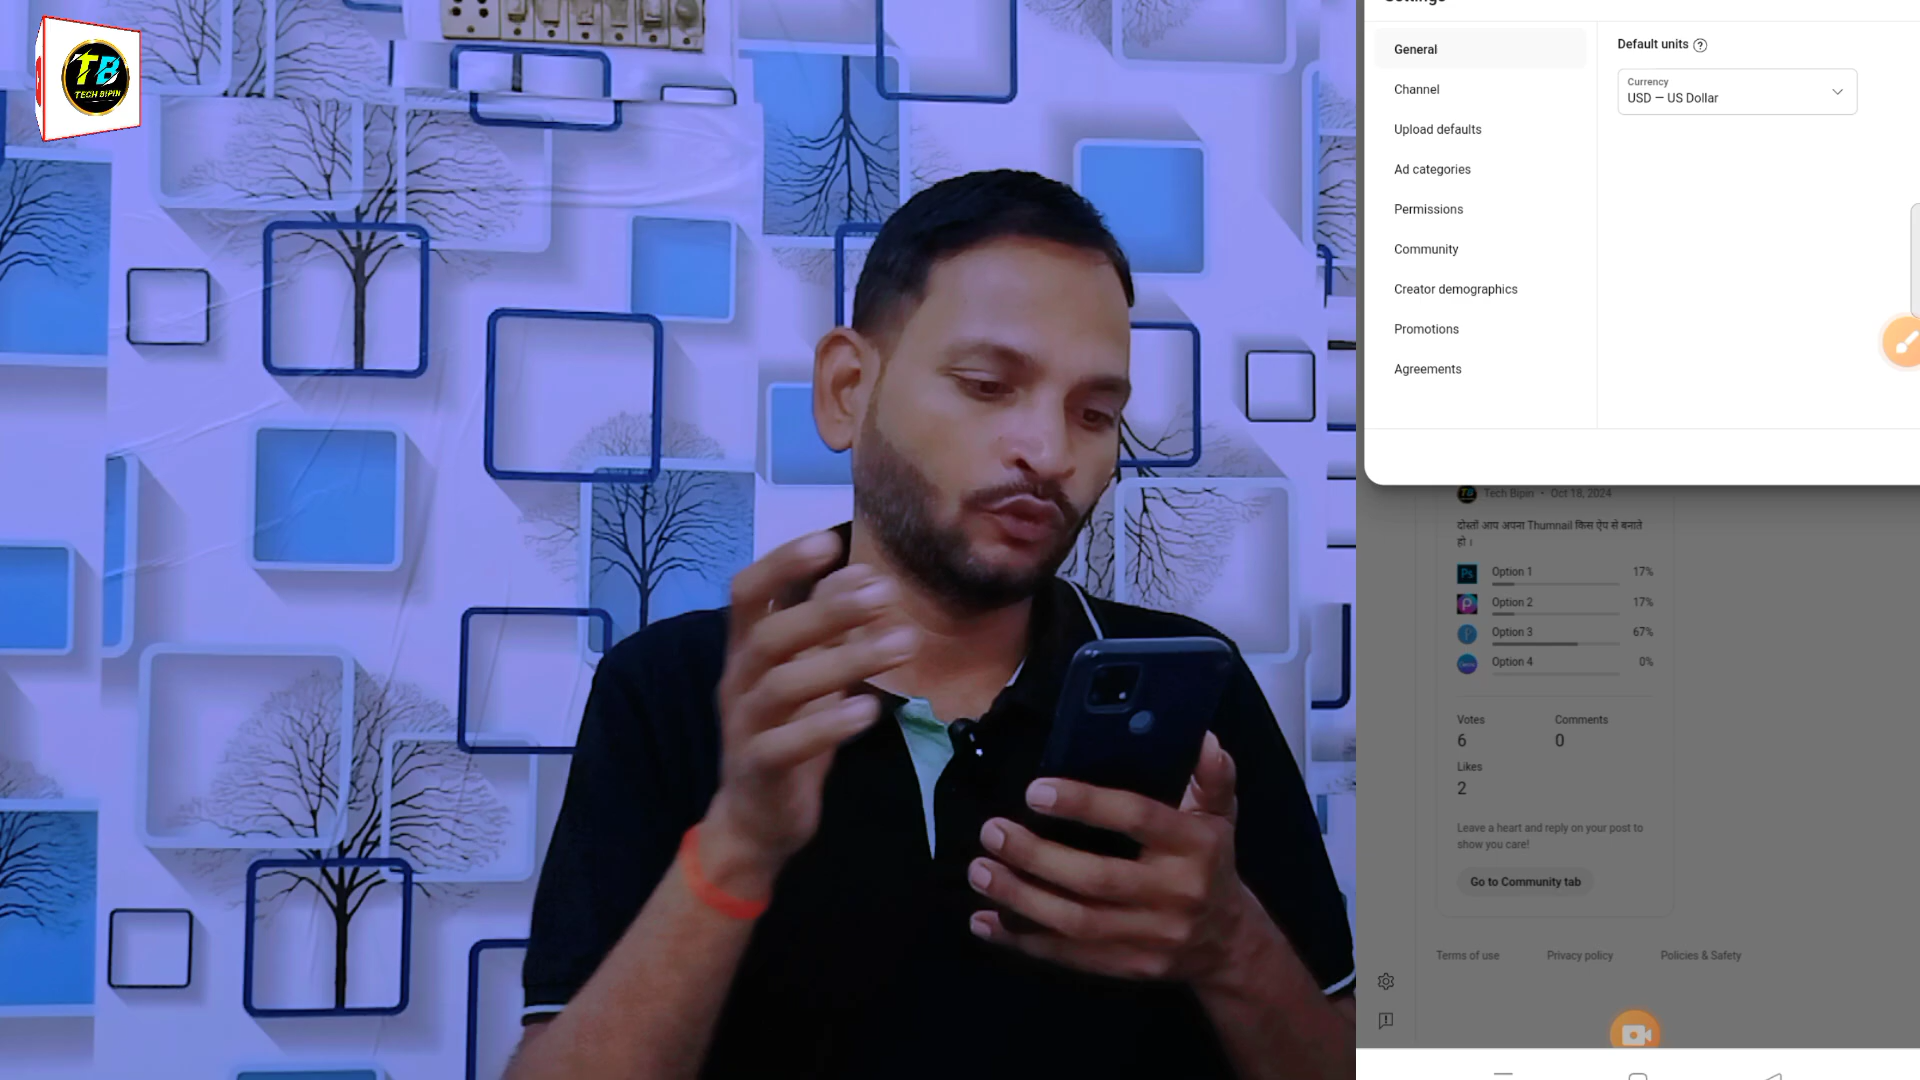 TB
TECH BIPIN
Settings
General
Channel
Upload defaults
Ad categories
Permissions
Community
Creator demographics
Promotions
Agreements
Default units
Currency
USD — US Dollar
Tech Bipin • Oct 18, 2024
दोस्तों आप अपना Thumnail किस ऐप से बनाते
हो ।
Ps Option 1 17%
Option 2 17%
Option 3 67%
Option 4 0%
Votes Comments
6 0
Likes
2
Leave a heart and reply on your post to
show you care!
Go to Community tab
Terms of use Privacy policy Policies & Safety